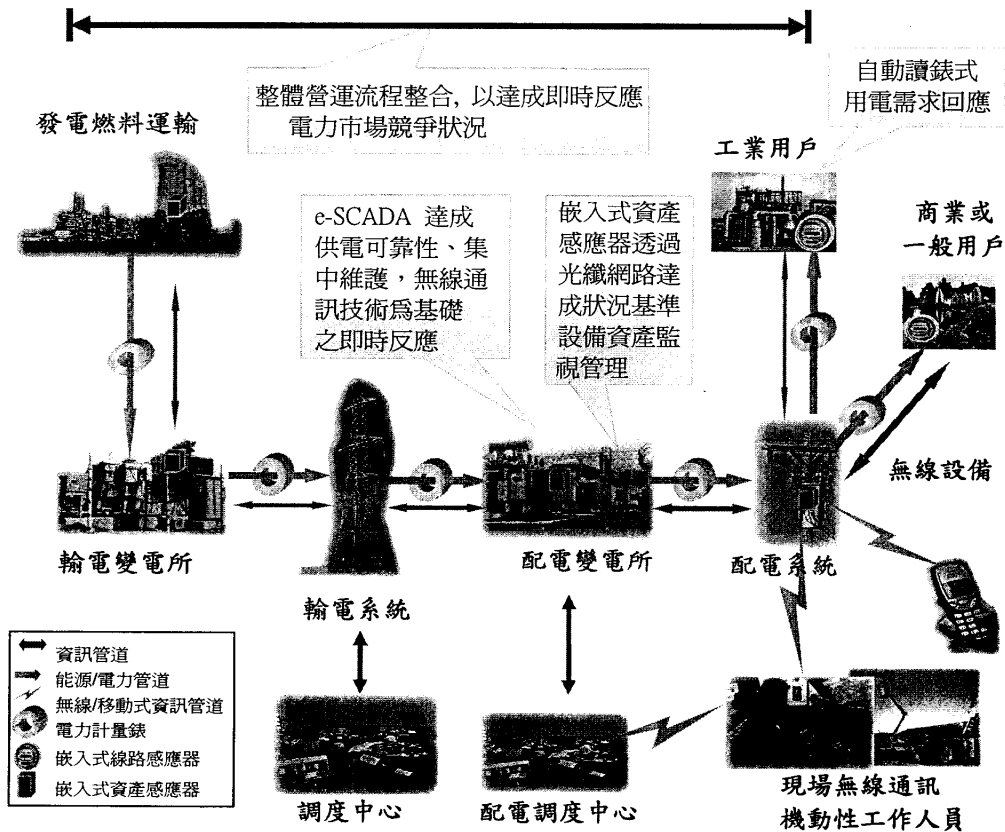 整體營運流程整合, 以達成即時反應
電力市場競爭狀況
自動讀錶式
用電需求回應
發電燃料運輸
工業用戶
商業或
一般用戶
e-SCADA 達成
供電可靠性、集
中維護，無線通
訊技術爲基礎
之即時反應
嵌入式資產
感應器透過
光纖網路達
成狀況基準
設備資產監
視管理
無線設備
輸電變電所
輸電系統
配電變電所
配電系統
資訊管道
能源/電力管道
無線/移動式資訊管道
電力計量錶
嵌入式線路感應器
嵌入式資產感應器
調度中心
配電調度中心
現場無線通訊
機動性工作人員